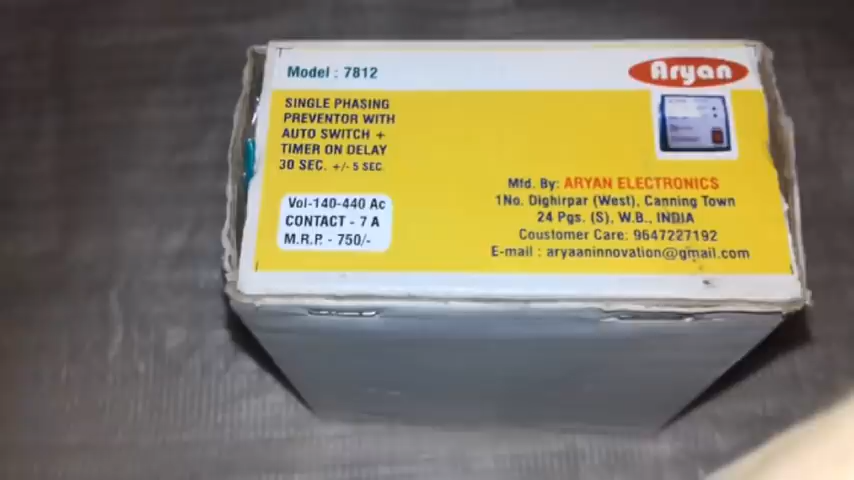 Model : 7812
Aryan
SINGLE PHASING
PREVENTOR WITH
AUTO SWITCH +
TIMER ON DELAY
30 SEC. +/- 5 SEC.
Vol-140-440 Ac
CONTACT - 7 A
M.R.P. - 750/-
Mfd. By: ARYAN ELECTRONICS
1No. Dighirpar (West), Canning Town
24 Pgs. (S), W.B., INDIA
Coustomer Care: 9647227192
E-mail : aryaaninnovation@gmail.com